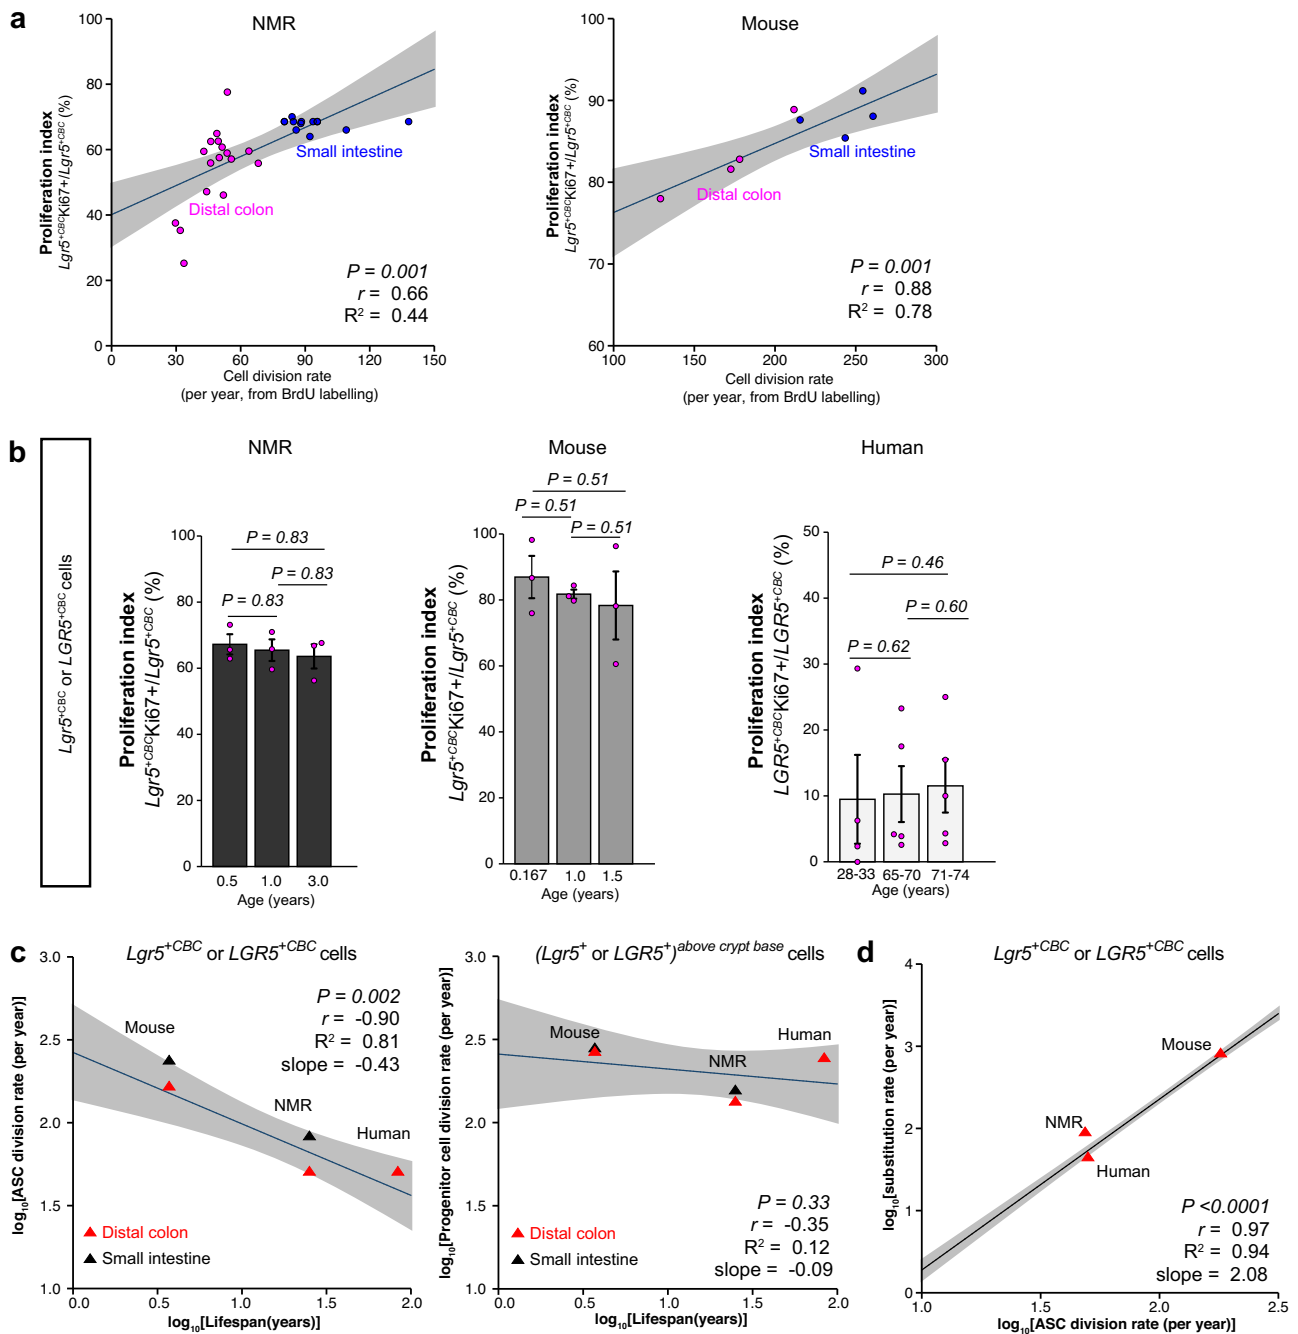 a
NMR
Proliferation index
Lgr5+CBCKi67+/Lgr5+CBC (%)
100
80
60
40
20
0
Small intestine
Distal colon
P = 0.001
r = 0.66
R2 = 0.44
0 30 60 90 120 150
Cell division rate
(per year, from BrdU labelling)
Mouse
Proliferation index
Lgr5+CBCKi67+/Lgr5+CBC (%)
100
90
80
70
60
Small intestine
Distal colon
P = 0.001
r = 0.88
R2 = 0.78
100 150 200 250 300
Cell division rate
(per year, from BrdU labelling)
b
Lgr5+CBC or LGR5+CBC cells
NMR
Proliferation index
Lgr5+CBCKi67+/Lgr5+CBC (%)
100
80
60
40
20
0
P = 0.83
P = 0.83
P = 0.83
0.5 1.0 3.0
Age (years)
Mouse
Proliferation index
Lgr5+CBCKi67+/Lgr5+CBC (%)
100
80
60
40
20
0
P = 0.51
P = 0.51
P = 0.51
0.167 1.0 1.5
Age (years)
Human
Proliferation index
LGR5+CBCKi67+/LGR5+CBC (%)
50
40
30
20
10
0
P = 0.46
P = 0.60
P = 0.62
28-33 65-70 71-74
Age (years)
c
Lgr5+CBC or LGR5+CBC cells
log10[ASC division rate (per year)]
3.0
2.5
2.0
1.5
1.0
P = 0.002
r = -0.90
R2 = 0.81
slope = -0.43
Mouse
NMR
Human
Distal colon
Small intestine
0.0 0.5 1.0 1.5 2.0
log10[Lifespan(years)]
(Lgr5+ or LGR5+)above crypt base cells
log10[Progenitor cell division rate (per year)]
3.0
2.5
2.0
1.5
1.0
Mouse
NMR
Human
P = 0.33
r = -0.35
R2 = 0.12
slope = -0.09
Distal colon
Small intestine
0.0 0.5 1.0 1.5 2.0
log10[Lifespan(years)]
d
Lgr5+CBC or LGR5+CBC cells
log10[substitution rate (per year)]
4
3
2
1
0
Mouse
NMR
Human
P <0.0001
r = 0.97
R2 = 0.94
slope = 2.08
1.0 1.5 2.0 2.5
log10[ASC division rate (per year)]